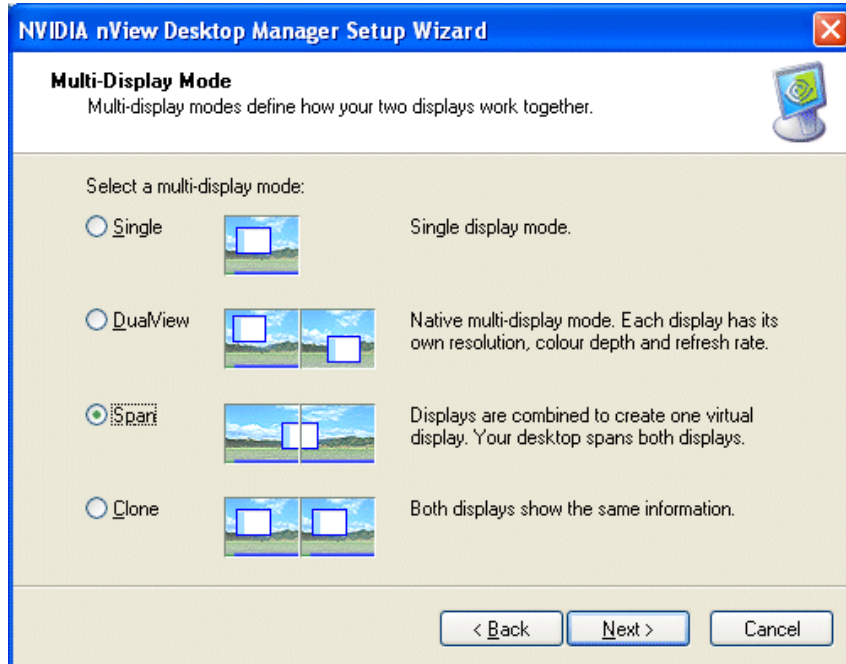 NVIDIA nView Desktop Manager Setup Wizard
Multi-Display Mode
Multi-display modes define how your two displays work together.
Select a multi-display mode:
Single
Single display mode.
DualView
Native multi-display mode. Each display has its
own resolution, colour depth and refresh rate.
Span
Displays are combined to create one virtual
display. Your desktop spans both displays.
Clone
Both displays show the same information.
< Back
Next >
Cancel